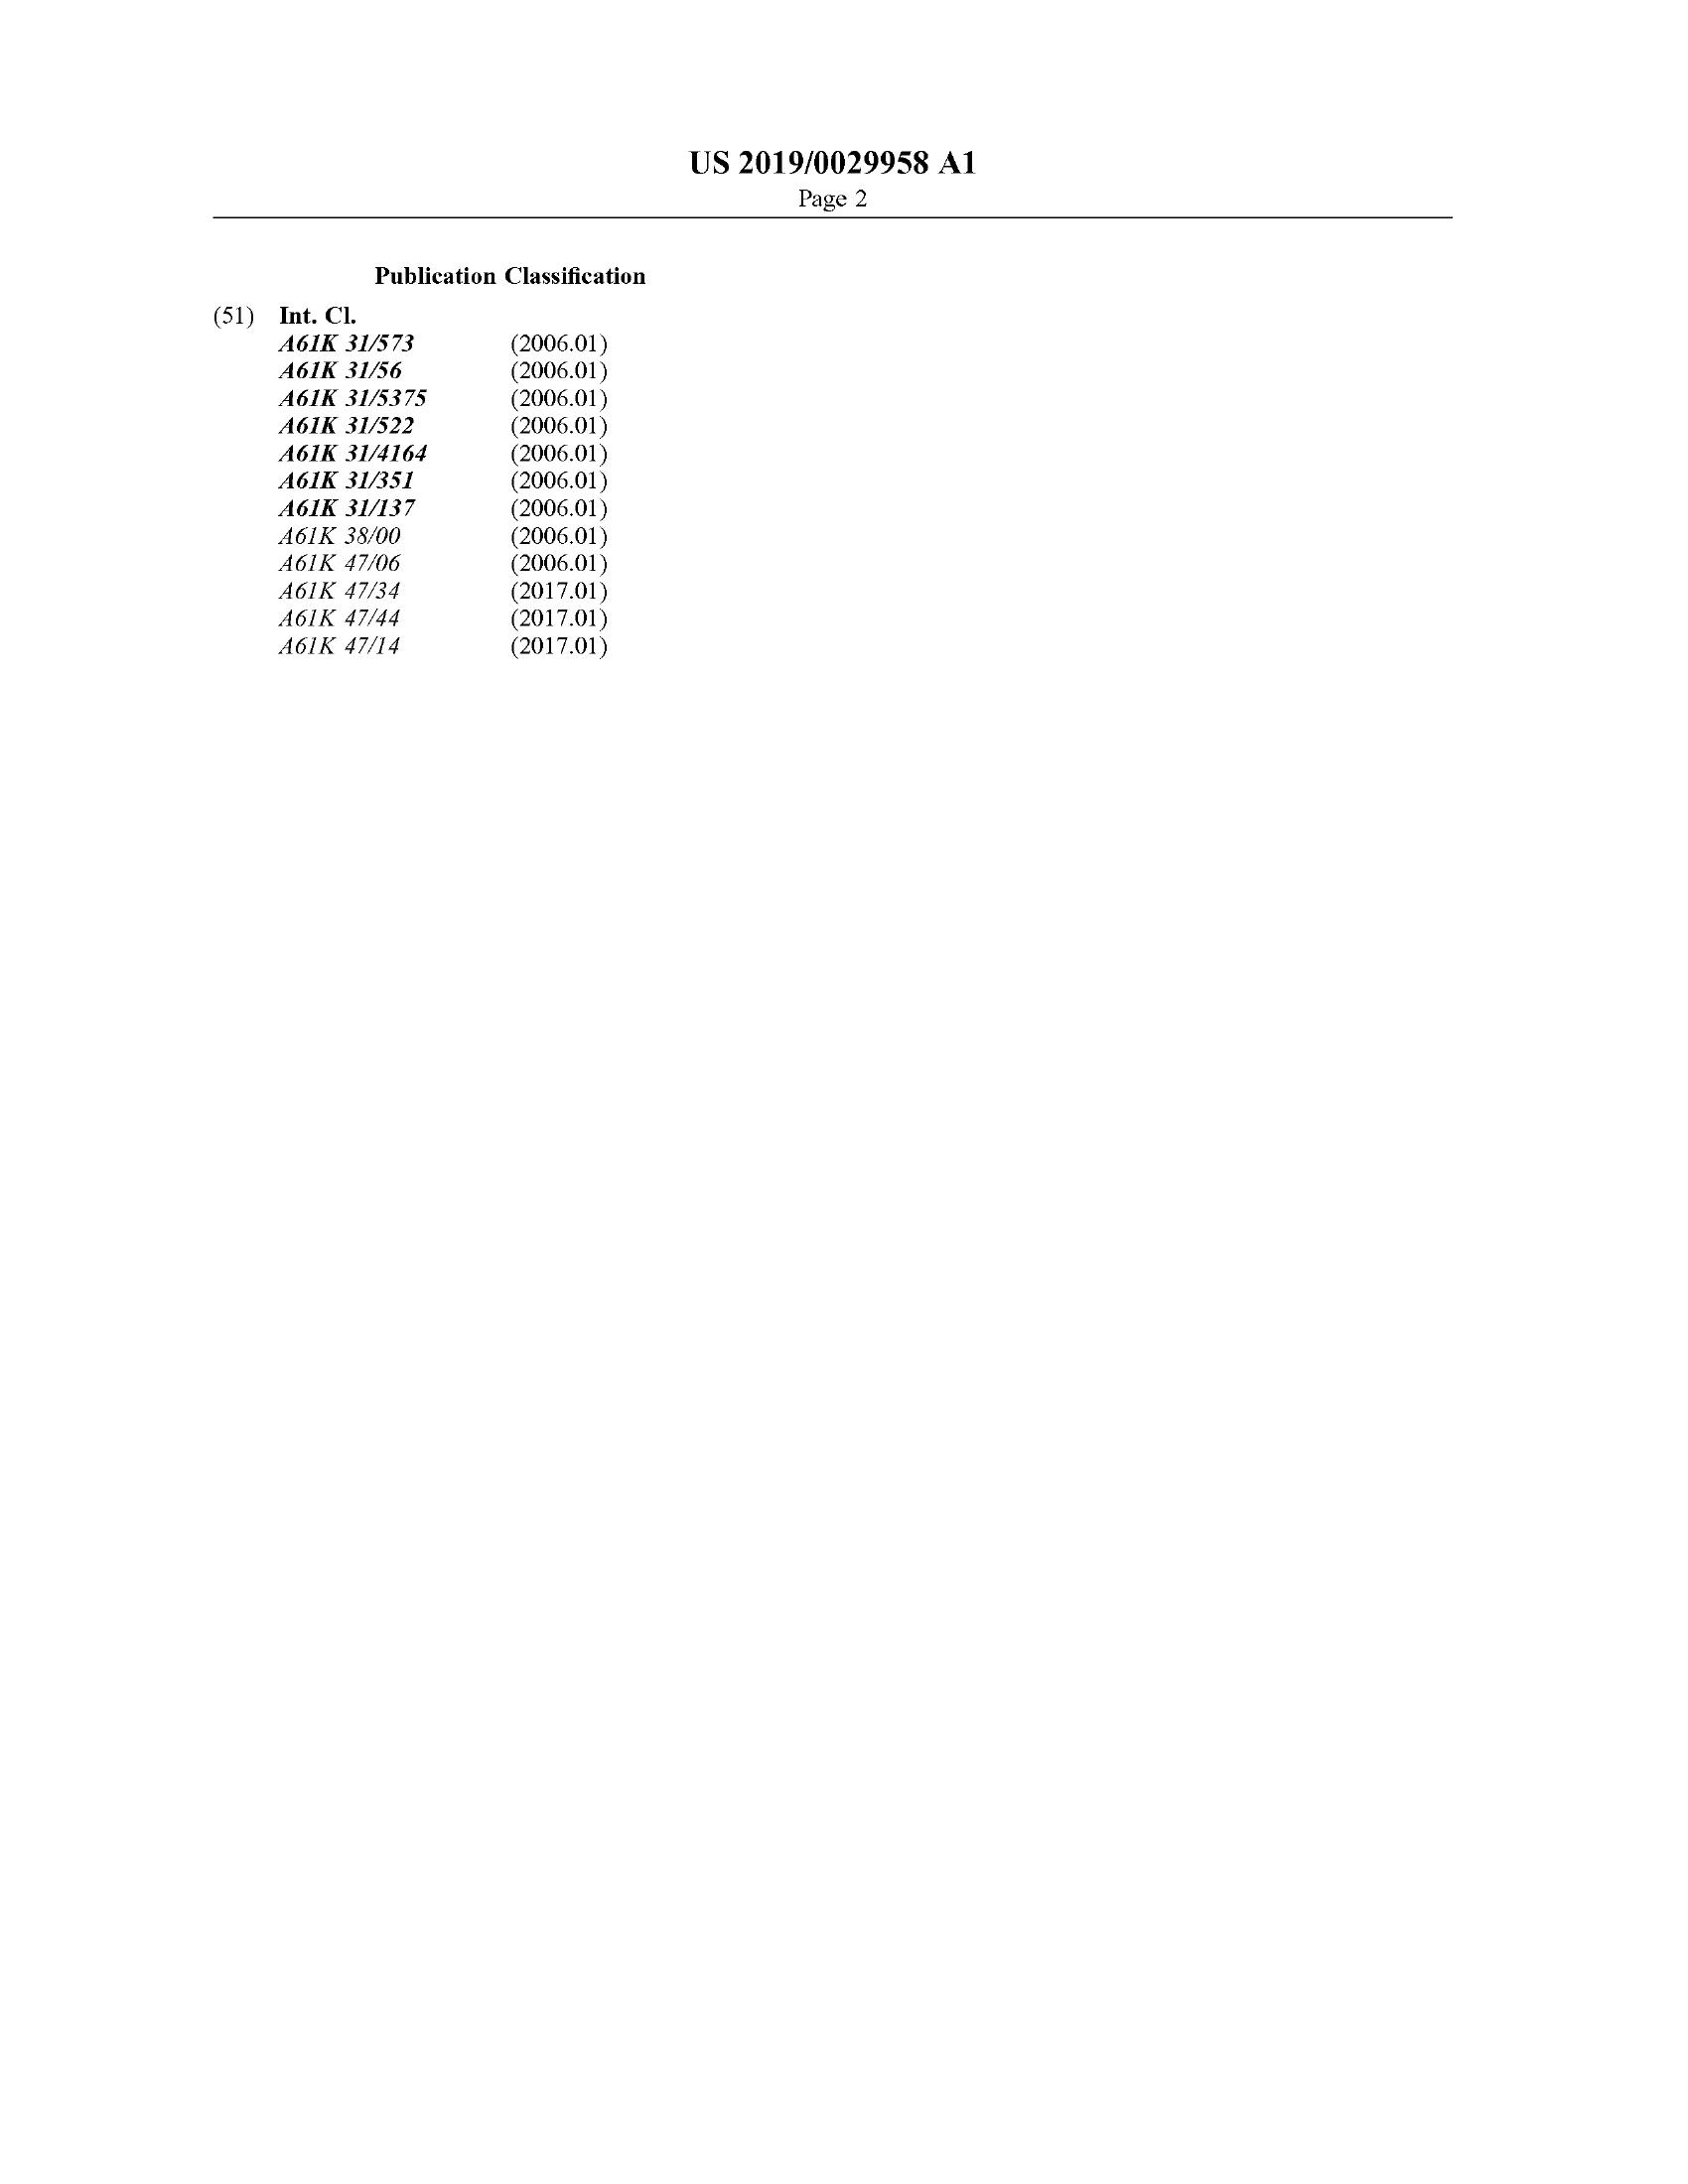 US 2019/0029958 A1
Page 2
Publication Classification
(51) Int. Cl.
A61K 31/573 (2006.01)
A61K 31/56 (2006.01)
A61K 31/5375 (2006.01)
A61K 31/522 (2006.01)
A61K 31/4164 (2006.01)
A61K 31/351 (2006.01)
A61K 31/137 (2006.01)
A61K 38/00 (2006.01)
A61K 47/06 (2006.01)
A61K 47/34 (2017.01)
A61K 47/44 (2017.01)
A61K 47/14 (2017.01)